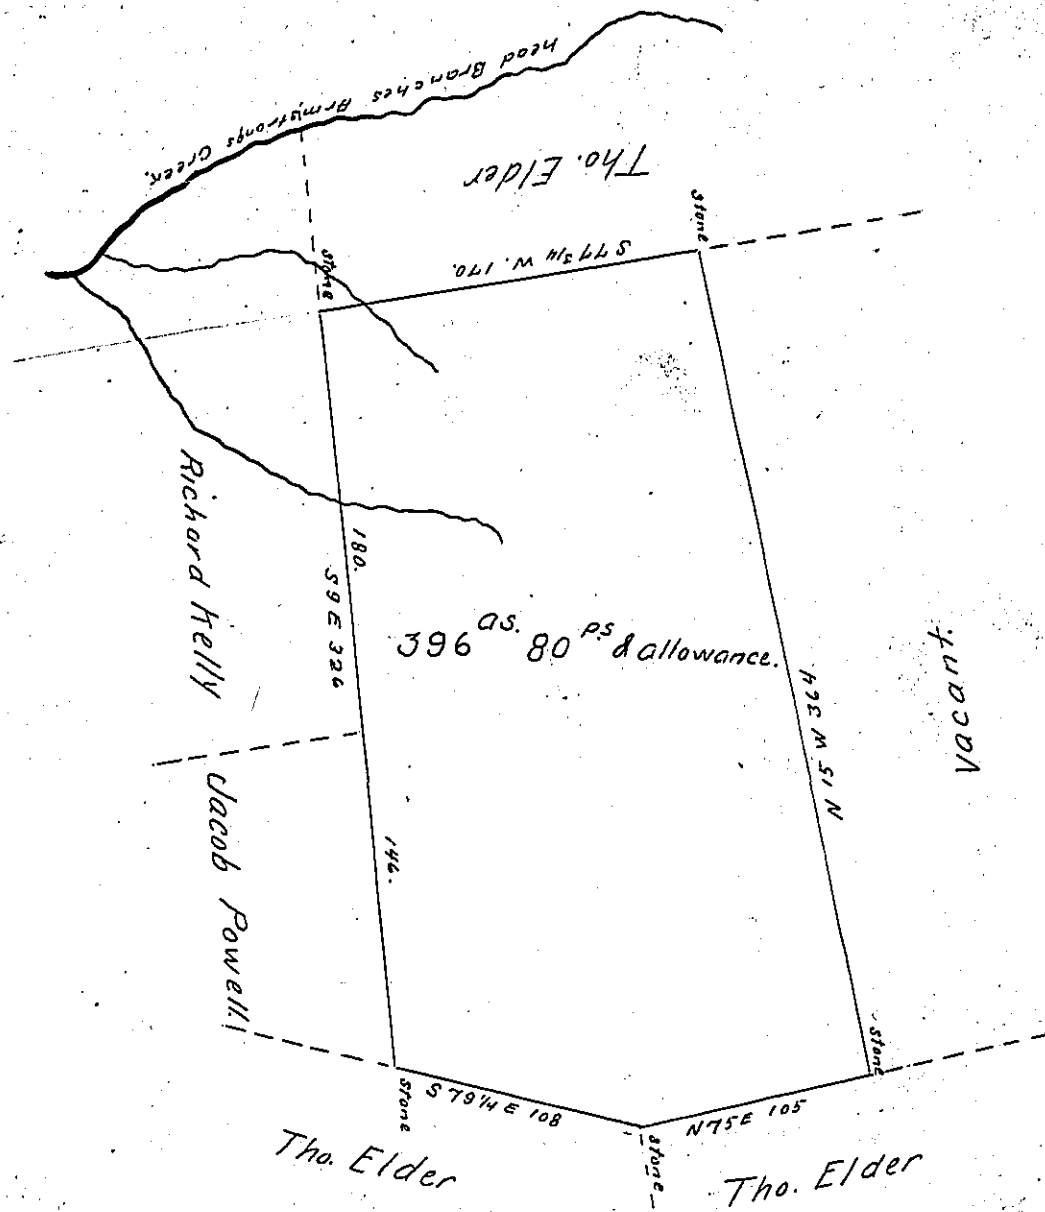 head Branches Armstrongs Creek.
Tho. Elder
stone
S 77 3/4 W. 170.
stone
Richard Kelly
180.
S 9 E 326
396 as. 80 ps & allowance.
N 15 W 364
vacant.
Jacob Powell
146.
stone
stone
S 79 1/4 E 108
N 75 E 105
stone
Tho. Elder
Tho. Elder